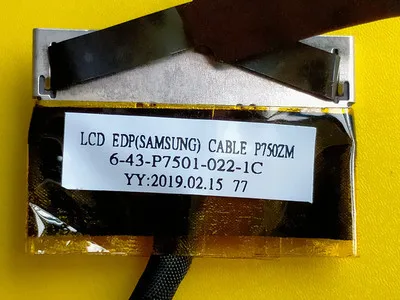 LCD EDP(SAMSUNG) CABLE P750ZM
6-43-P7501-022-1C
YY:2019.02.15 77